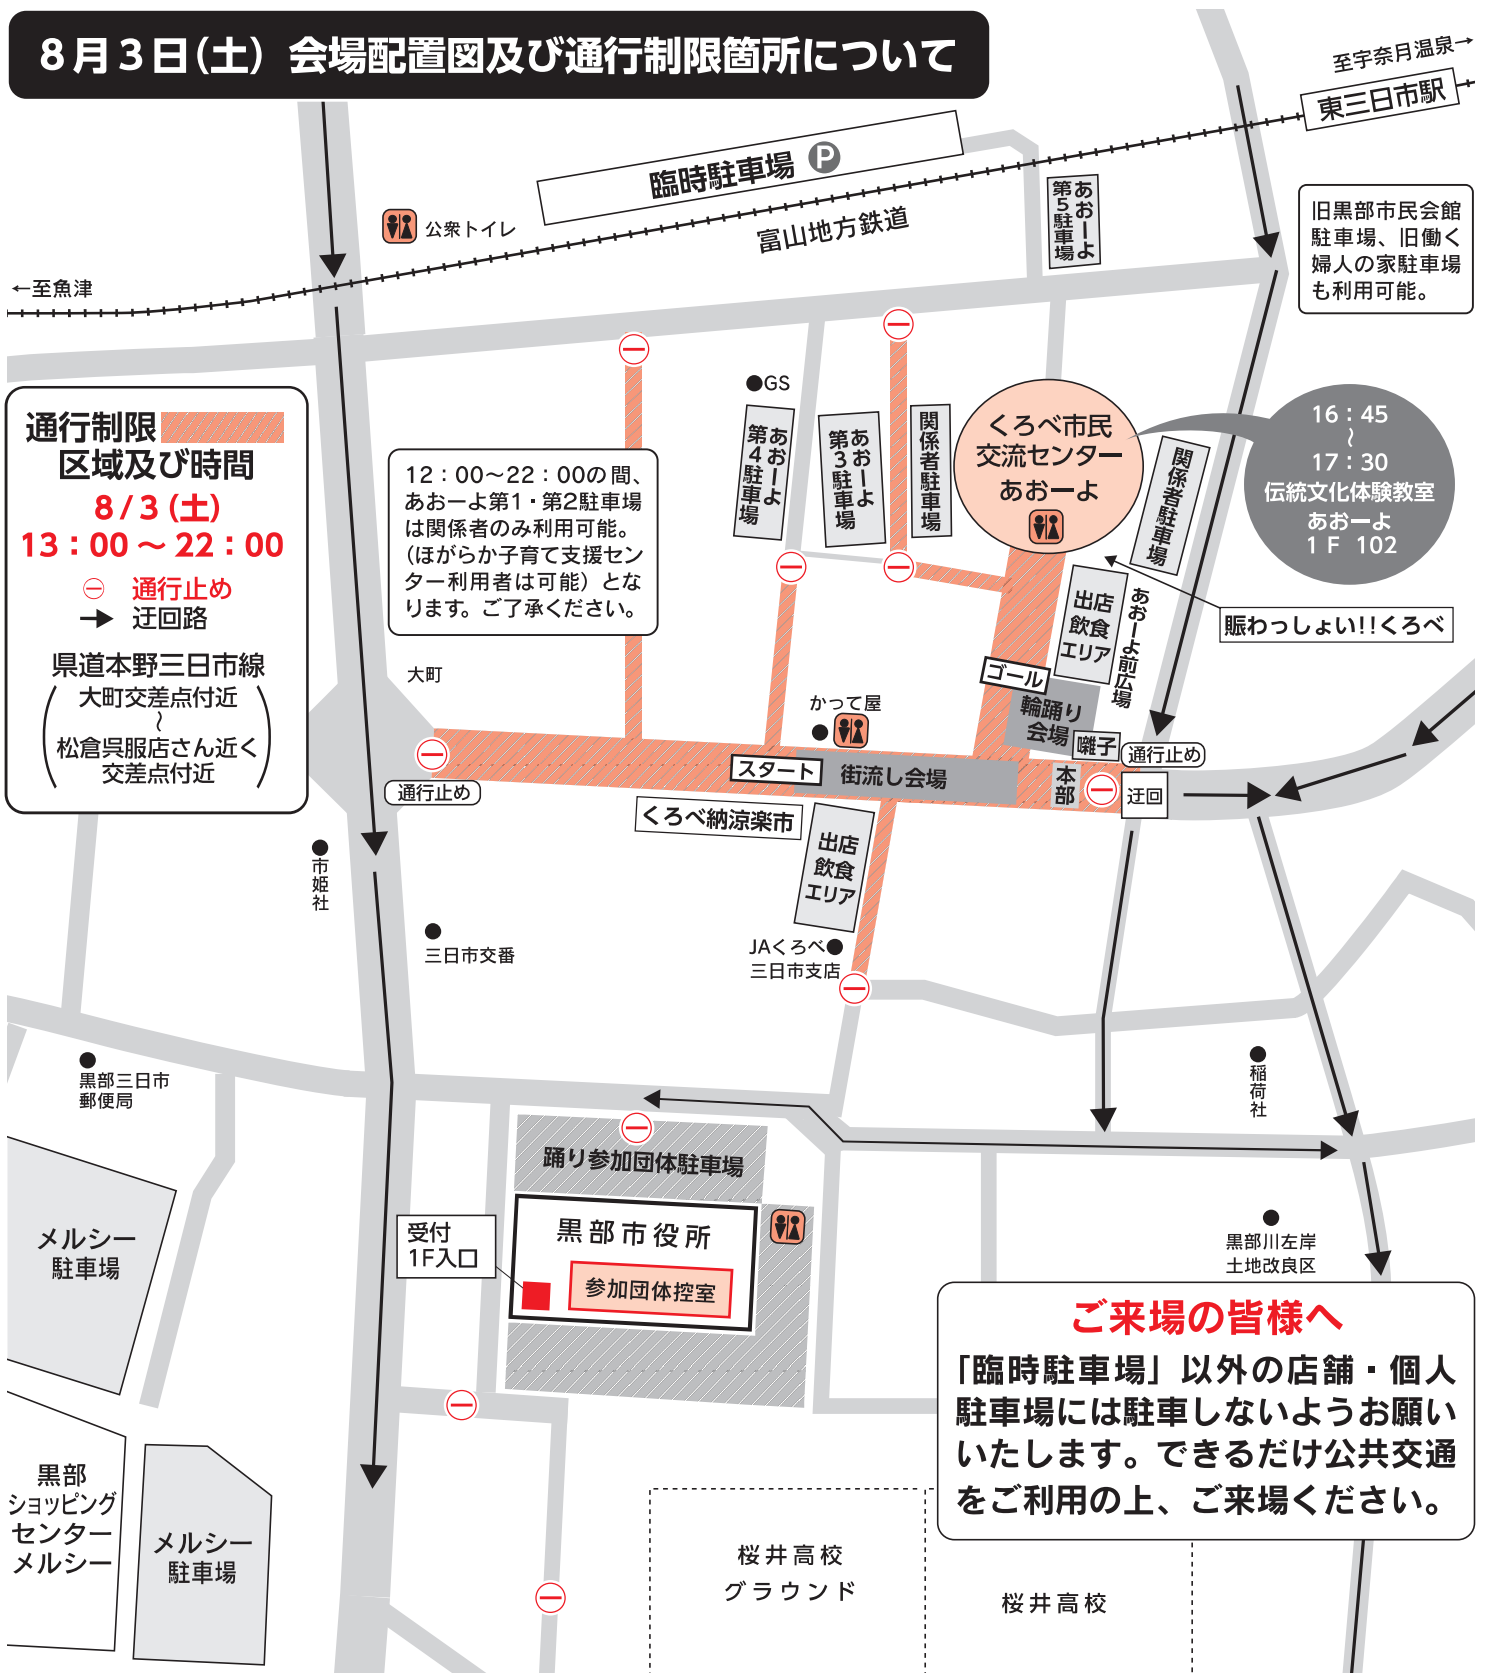 8月3日(土) 会場配置図及び通行制限箇所について
至宇奈月温泉→
東三日市駅
臨時駐車場 P
富山地方鉄道
公衆トイレ
←至魚津
あおーよ
第5駐車場
旧黒部市民会館
駐車場、旧働く
婦人の家駐車場
も利用可能。
通行制限
区域及び時間
8/3(土)
13:00～22:00
通行止め
迂回路
県道本野三日市線
(大町交差点付近
～
松倉呉服店さん近く
交差点付近)
12:00～22:00の間、
あおーよ第1・第2駐車場
は関係者のみ利用可能。
(ほがらか子育て支援セン
ター利用者は可能)とな
ります。ご了承ください。
GS
あおーよ
第4駐車場
あおーよ
第3駐車場
関係者駐車場
くろべ市民
交流センター
あおーよ
関係者駐車場
16:45
～
17:30
伝統文化体験教室
あおーよ
1F 102
賑わっしょい!!くろべ
出店
飲食
エリア
あおーよ前広場
ゴール
輪踊り
会場
囃子
通行止め
大町
かって屋
スタート
街流し会場
本部
迂回
通行止め
くろべ納涼楽市
出店
飲食
エリア
市姫社
三日市交番
JAくろべ
三日市支店
黒部三日市
郵便局
稲荷社
踊り参加団体駐車場
黒部市役所
参加団体控室
受付
1F入口
メルシー
駐車場
黒部川左岸
土地改良区
黒部
ショッピング
センター
メルシー
メルシー
駐車場
ご来場の皆様へ
「臨時駐車場」以外の店舗・個人
駐車場には駐車しないようお願い
いたします。できるだけ公共交通
をご利用の上、ご来場ください。
桜井高校
グラウンド
桜井高校